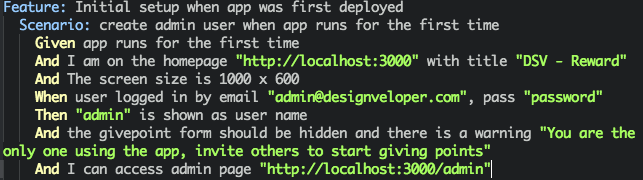 Feature: Initial setup when app was first deployed
Scenario: create admin user when app runs for the first time
Given app runs for the first time
And I am on the homepage "http://localhost:3000" with title "DSV - Reward"
And The screen size is 1000 x 600
When user logged in by email "admin@designveloper.com", pass "password"
Then "admin" is shown as user name
And the givepoint form should be hidden and there is a warning "You are the
only one using the app, invite others to start giving points"
And I can access admin page "http://localhost:3000/admin"